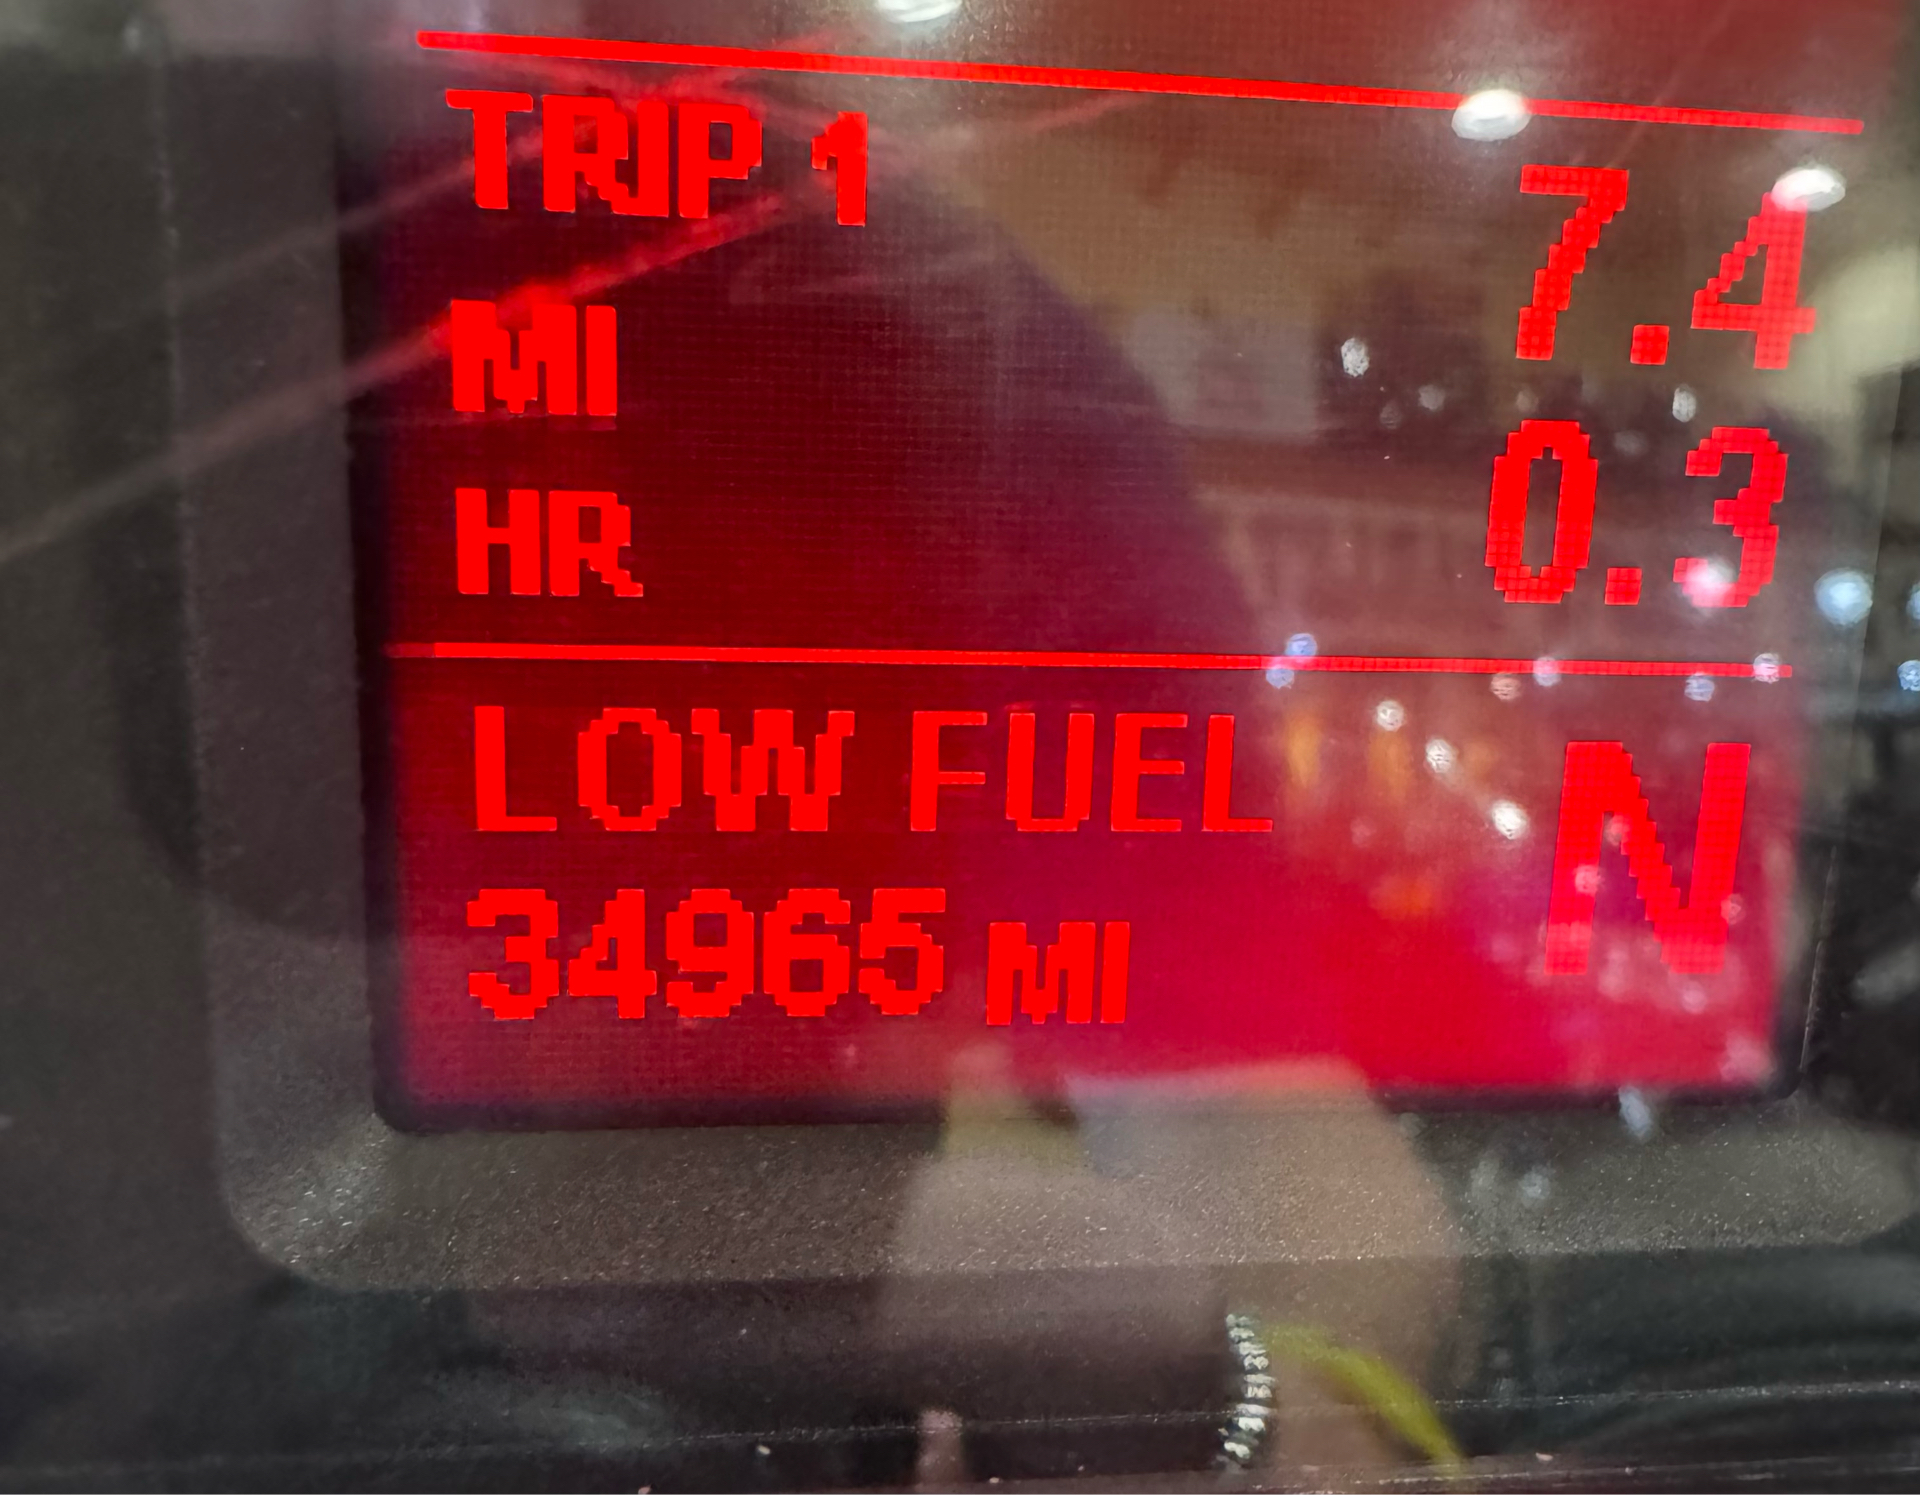 TRIP 1
MI 7.4
HR 0.3
LOW FUEL N
34965 MI